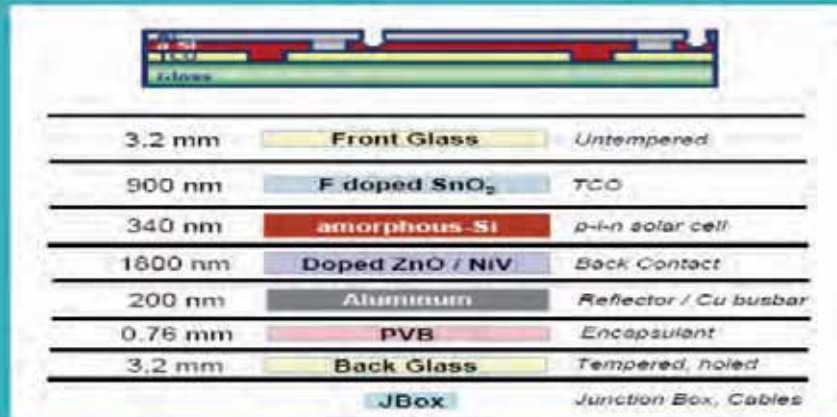 Al
a-Si
TCO
Glass
3.2 mm Front Glass Untempered
900 nm F doped SnO₂ TCO
340 nm amorphous-Si p-i-n solar cell
1800 nm Doped ZnO / NiV Back Contact
200 nm Aluminum Reflector / Cu busbar
0.76 mm PVB Encapsulant
3.2 mm Back Glass Tempered, holed
JBox Junction Box, Cables